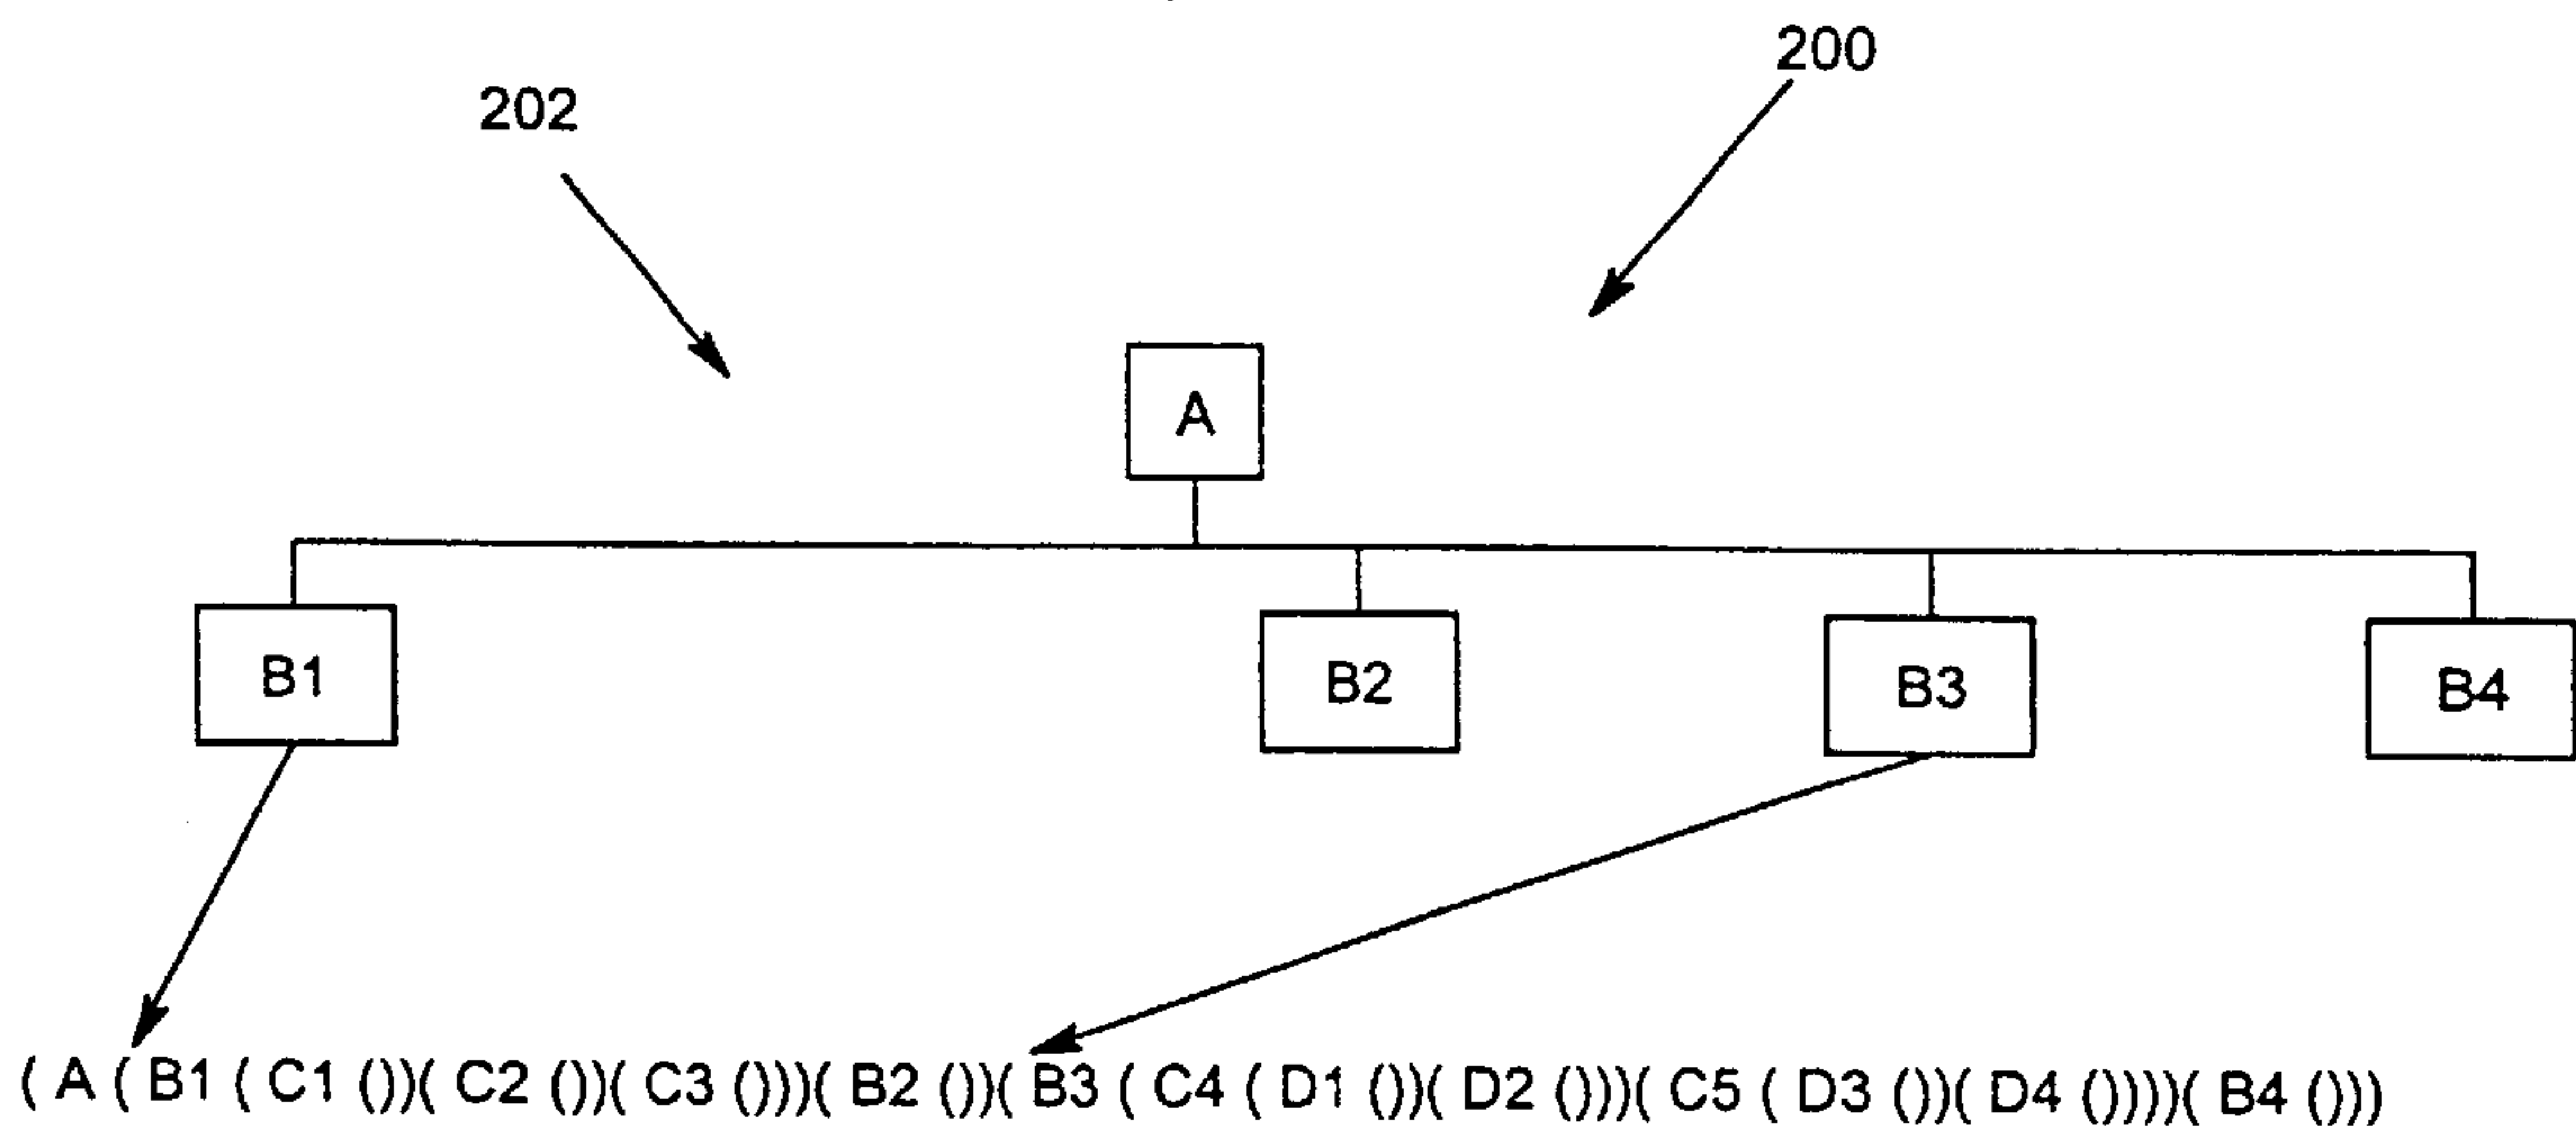 200
202
A
B1 B2 B3 B4
( A ( B1 ( C1 ())( C2 ())( C3 ()))( B2 ())( B3 ( C4 ( D1 ())( D2 ()))( C5 ( D3 ())( D4 ())))( B4 ()))